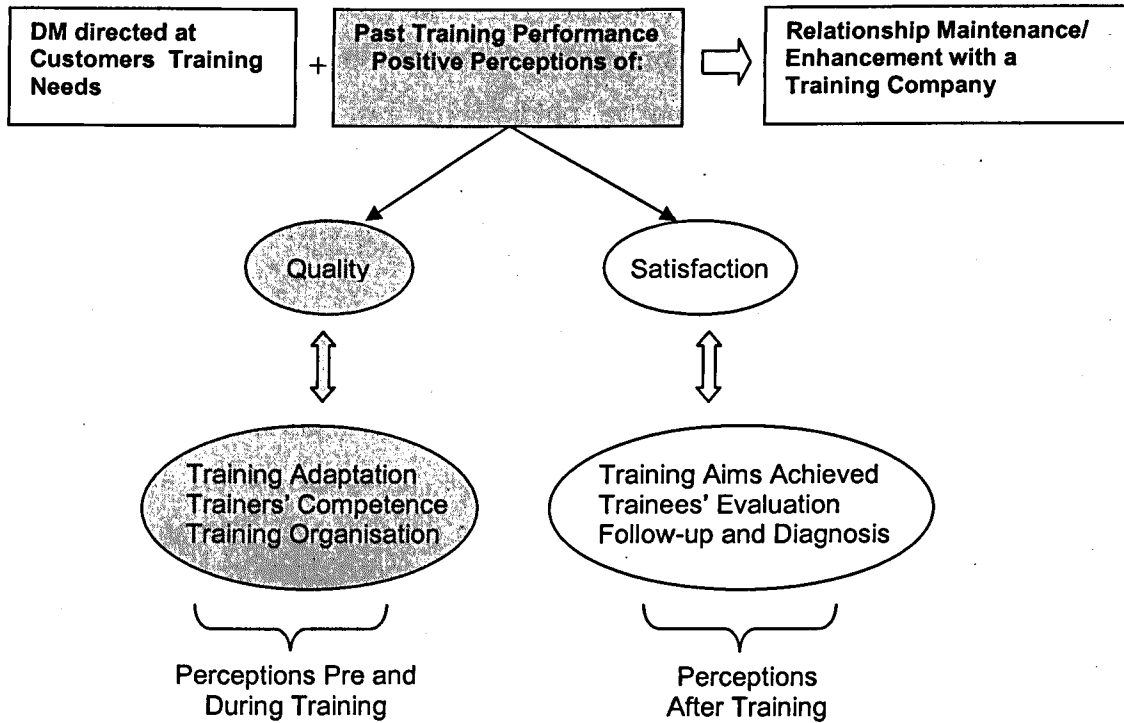 DM directed at
Customers Training
Needs
+
Past Training Performance
Positive Perceptions of:
Relationship Maintenance/
Enhancement with a
Training Company
Quality
Satisfaction
Training Adaptation
Trainers' Competence
Training Organisation
Training Aims Achieved
Trainees' Evaluation
Follow-up and Diagnosis
Perceptions Pre and
During Training
Perceptions
After Training